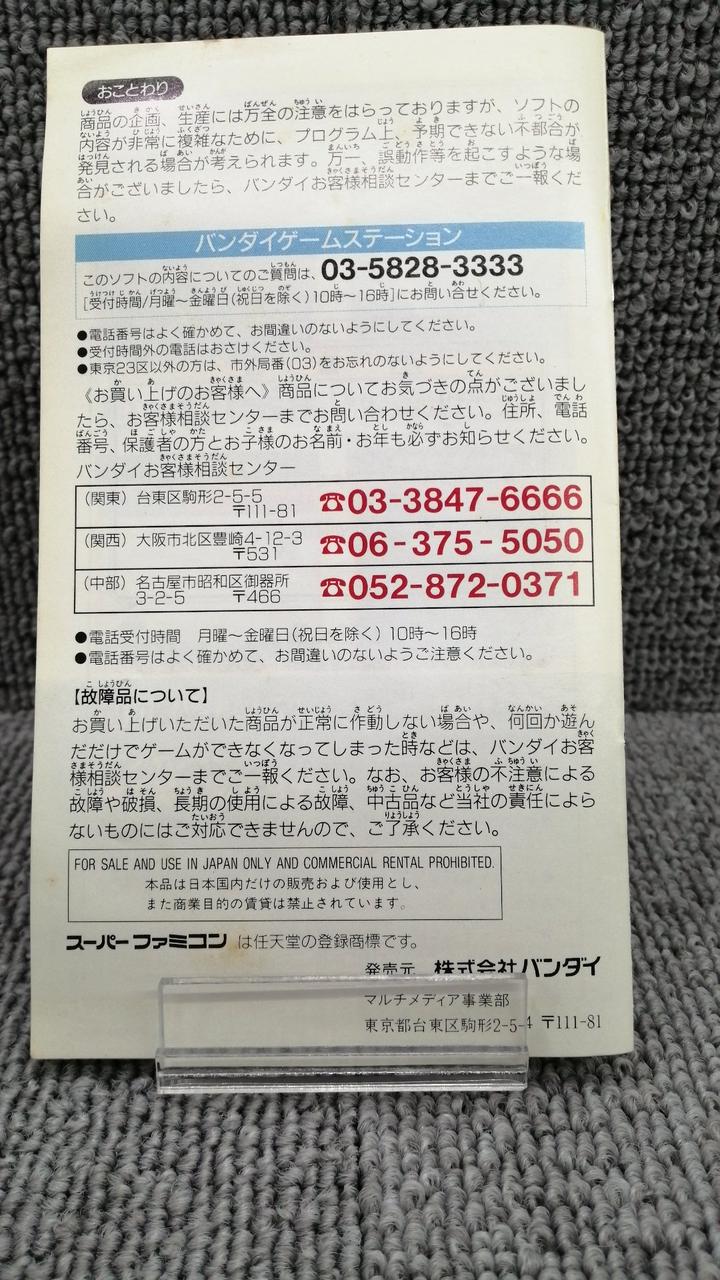 おことわり
商品の企画、生産には万全の注意をはらっておりますが、ソフトの
内容が非常に複雑なために、プログラム上、予期できない不都合が
発見される場合が考えられます。万一、誤動作等を起こすような場
合がございましたら、バンダイお客様相談センターまでご一報くだ
さい。
バンダイゲームステーション
このソフトの内容についてのご質問は、03-5828-3333
[受付時間/月曜〜金曜日(祝日を除く)10時〜16時]にお問い合せください。
●電話番号はよく確かめて、お間違いのないようにしてください。
●受付時間外の電話はおさけください。
●東京23区以外の方は、市外局番(03)をお忘れのないようにしてください。
《お買い上げのお客様へ》商品についてお気づきの点がございまし
たら、お客様相談センターまでお問い合わせください。住所、電話
番号、保護者の方とお子様のお名前・お年も必ずお知らせください。
バンダイお客様相談センター
(関東) 台東区駒形2-5-5
〒111-81 ☎03-3847-6666
(関西) 大阪市北区豊崎4-12-3
〒531 ☎06-375-5050
(中部) 名古屋市昭和区御器所
3-2-5 〒466 ☎052-872-0371
●電話受付時間 月曜〜金曜日(祝日を除く) 10時〜16時
●電話番号はよく確かめて、お間違いのないようご注意ください。
【故障品について】
お買い上げいただいた商品が正常に作動しない場合や、何回か遊ん
だだけでゲームができなくなってしまった時などは、バンダイお客
様相談センターまでご一報ください。なお、お客様の不注意による
故障や破損、長期の使用による故障、中古品など当社の責任によら
ないものにはご対応できませんので、ご了承ください。
FOR SALE AND USE IN JAPAN ONLY AND COMMERCIAL RENTAL PROHIBITED.
本品は日本国内だけの販売および使用とし、
また商業目的の賃貸は禁止されています。
スーパーファミコン は任天堂の登録商標です。
発売元 株式会社バンダイ
マルチメディア事業部
東京都台東区駒形2-5-4 〒111-81